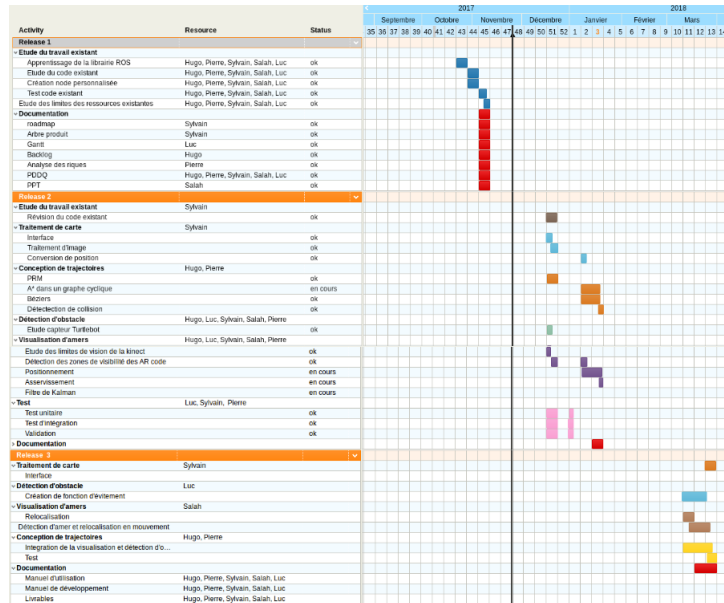 2017 2018
Septembre Octobre Novembre Décembre Janvier Février Mars
Activity Resource Status 35 36 37 38 39 40 41 42 43 44 45 46 47 48 49 50 51 52 1 2 3 4 5 6 7 8 9 10 11 12 13 14
Release 1
Etude du travail existant
Apprentissage de la librairie ROS Hugo, Pierre, Sylvain, Salah, Luc ok
Etude du code existant Hugo, Pierre, Sylvain, Salah, Luc ok
Création node personnalisée Hugo, Pierre, Sylvain, Salah, Luc ok
Test code existant Hugo, Pierre, Sylvain, Salah, Luc ok
Etude des limites des ressources existantes Hugo, Pierre, Sylvain, Salah, Luc ok
Documentation
roadmap Sylvain ok
Arbre produit Sylvain ok
Gantt Luc ok
Backlog Hugo ok
Analyse des riques Pierre ok
PDDQ Hugo, Pierre, Sylvain, Salah, Luc ok
PPT Salah ok
Release 2
Etude du travail existant Sylvain
Révision du code existant ok
Traitement de carte Sylvain
Interface ok
Traitement d'image ok
Conversion de position ok
Conception de trajectoires Hugo, Pierre
PRM ok
A* dans un graphe cyclique en cours
Béziers ok
Détectection de collision ok
Détection d'obstacle Hugo, Luc, Sylvain, Salah, Pierre
Etude capteur Turtlebot ok
Visualisation d'amers Hugo, Luc, Sylvain, Salah, Pierre
Etude des limites de vision de la kinect ok
Détection des zones de visibilité des AR code ok
Positionnement en cours
Asservissement en cours
Filtre de Kalman en cours
Test Luc, Sylvain, Pierre
Test unitaire ok
Test d'intégration ok
Validation ok
Documentation
Release 3
Traitement de carte Sylvain
Interface
Détection d'obstacle Luc
Création de fonction d'évitement
Visualisation d'amers Salah
Relocalisation
Détection d'amer et relocalisation en mouvement
Conception de trajectoires Hugo, Pierre
Integration de la visualisation et détection d'o...
Test
Documentation
Manuel d'utilisation Hugo, Pierre, Sylvain, Salah, Luc
Manuel de développement Hugo, Pierre, Sylvain, Salah, Luc
Livrables Hugo, Pierre, Sylvain, Salah, Luc